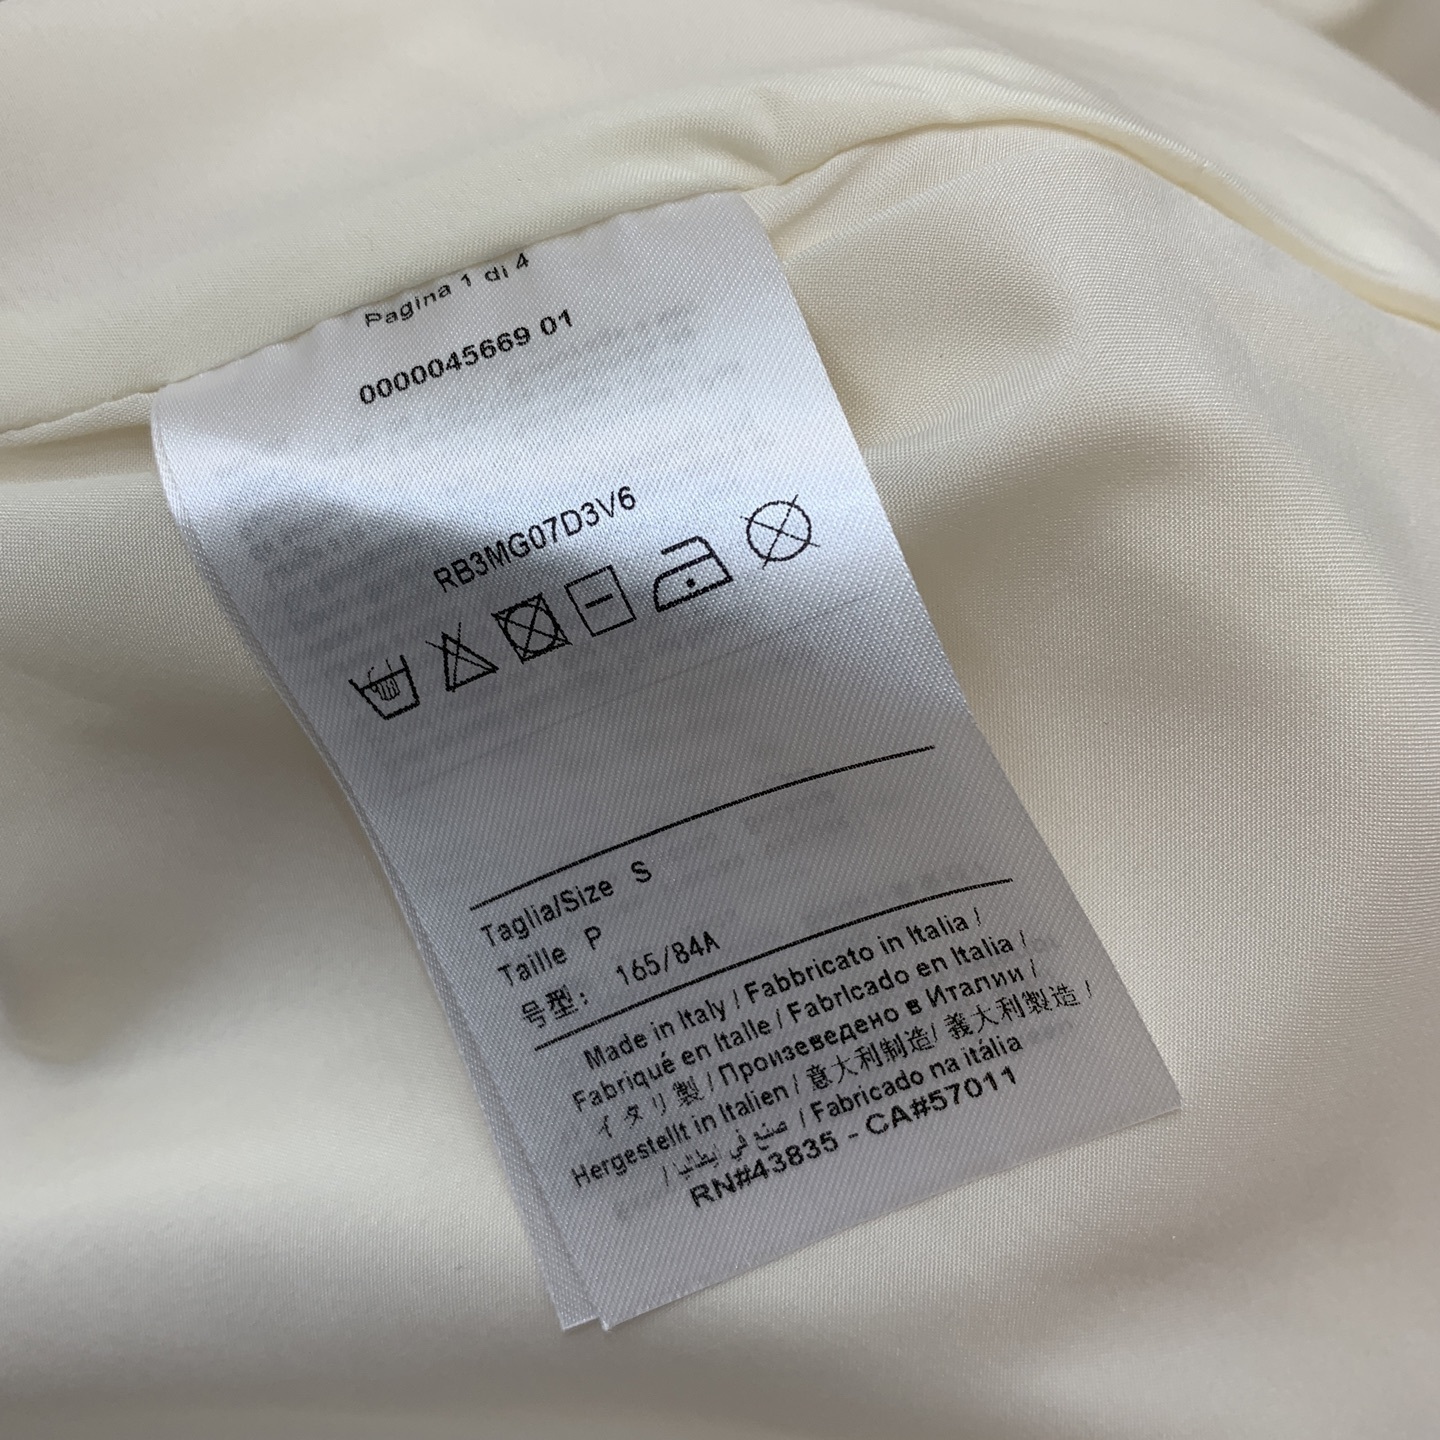 Pagina 1 di 4
0000045669 01
RB3MG07D3V6
Taglia/Size S
Taille P
号型: 165/84A
Made in Italy / Fabbricato in Italia /
Fabriqué en Italie / Fabricado en Italia /
イタリ製 / Произведено в Италии /
Hergestellt in Italien / 意大利制造/ 義大利製造 /
/ صنع في إيطاليا / Fabricado na itália
RN#43835 - CA#57011